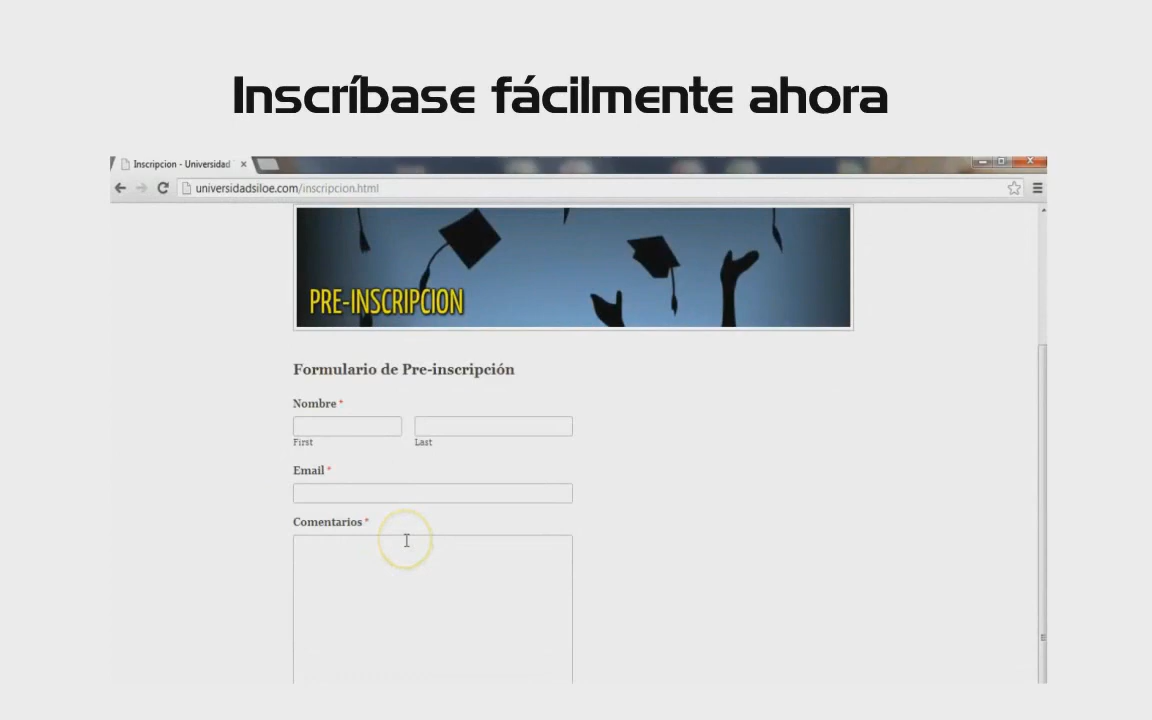 Inscríbase fácilmente ahora
Inscripcion - Universidad
universidadsiloe.com/inscripcion.html
PRE-INSCRIPCION
Formulario de Pre-inscripción
Nombre *
First Last
Email *
Comentarios *